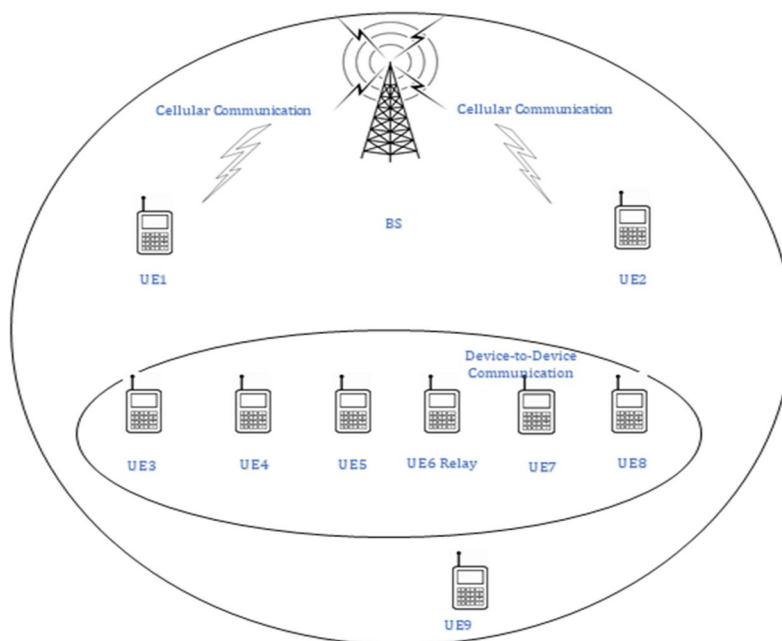 Cellular Communication
Cellular Communication
BS
UE1
UE2
Device-to-Device
Communication
UE3
UE4
UE5
UE6 Relay
UE7
UE8
UE9